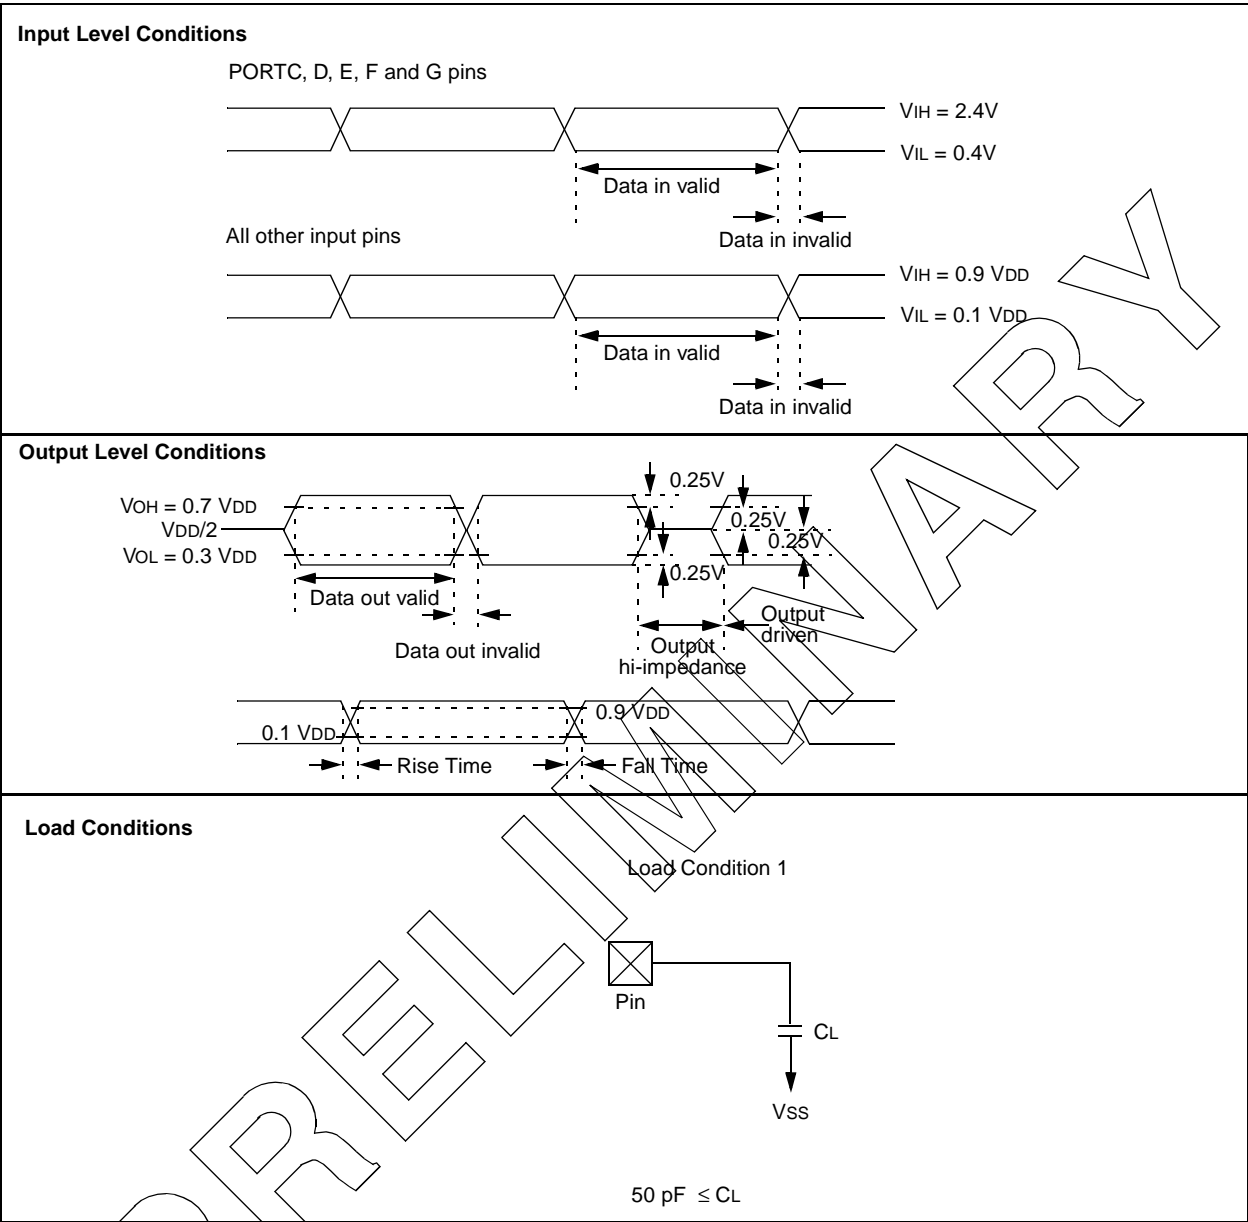 Input Level Conditions
PORTC, D, E, F and G pins
VIH = 2.4V
VIL = 0.4V
Data in valid
Data in invalid
All other input pins
VIH = 0.9 VDD
VIL = 0.1 VDD
Data in valid
Data in invalid
Output Level Conditions
0.25V
VOH = 0.7 VDD
VDD/2
VOL = 0.3 VDD
0.25V
0.25V
0.25V
Data out valid
Data out invalid
Output
hi-impedance
Output
driven
0.9 VDD
0.1 VDD
Rise Time
Fall Time
Load Conditions
Load Condition 1
Pin
CL
VSS
50 pF ≤ CL
PRELIMINARY